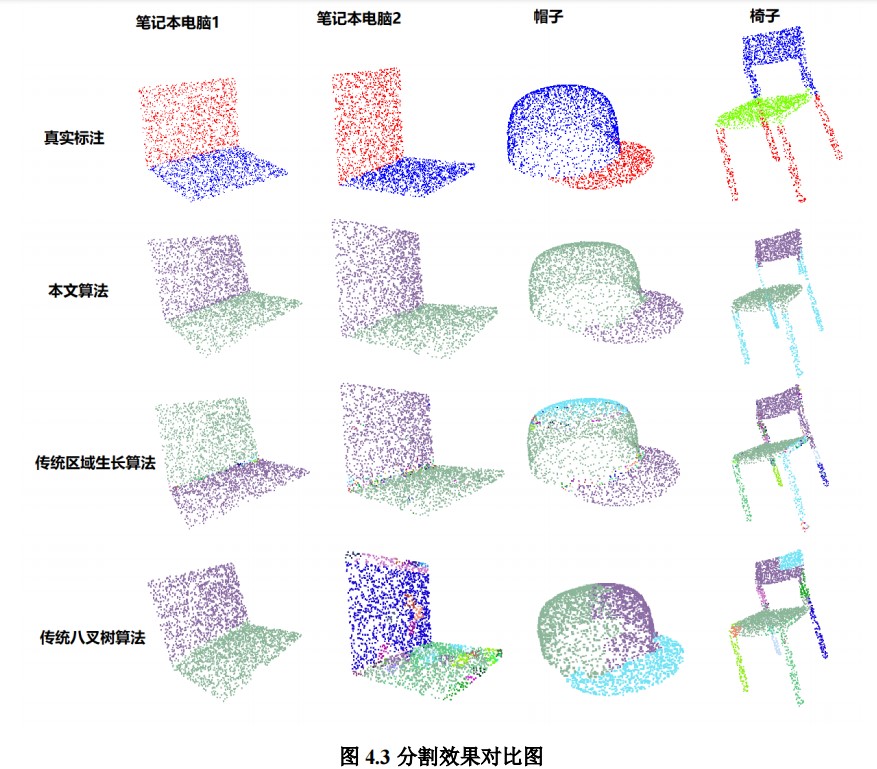 笔记本电脑1 笔记本电脑2 帽子 椅子
真实标注
本文算法
传统区域生长算法
传统八叉树算法
图 4.3 分割效果对比图